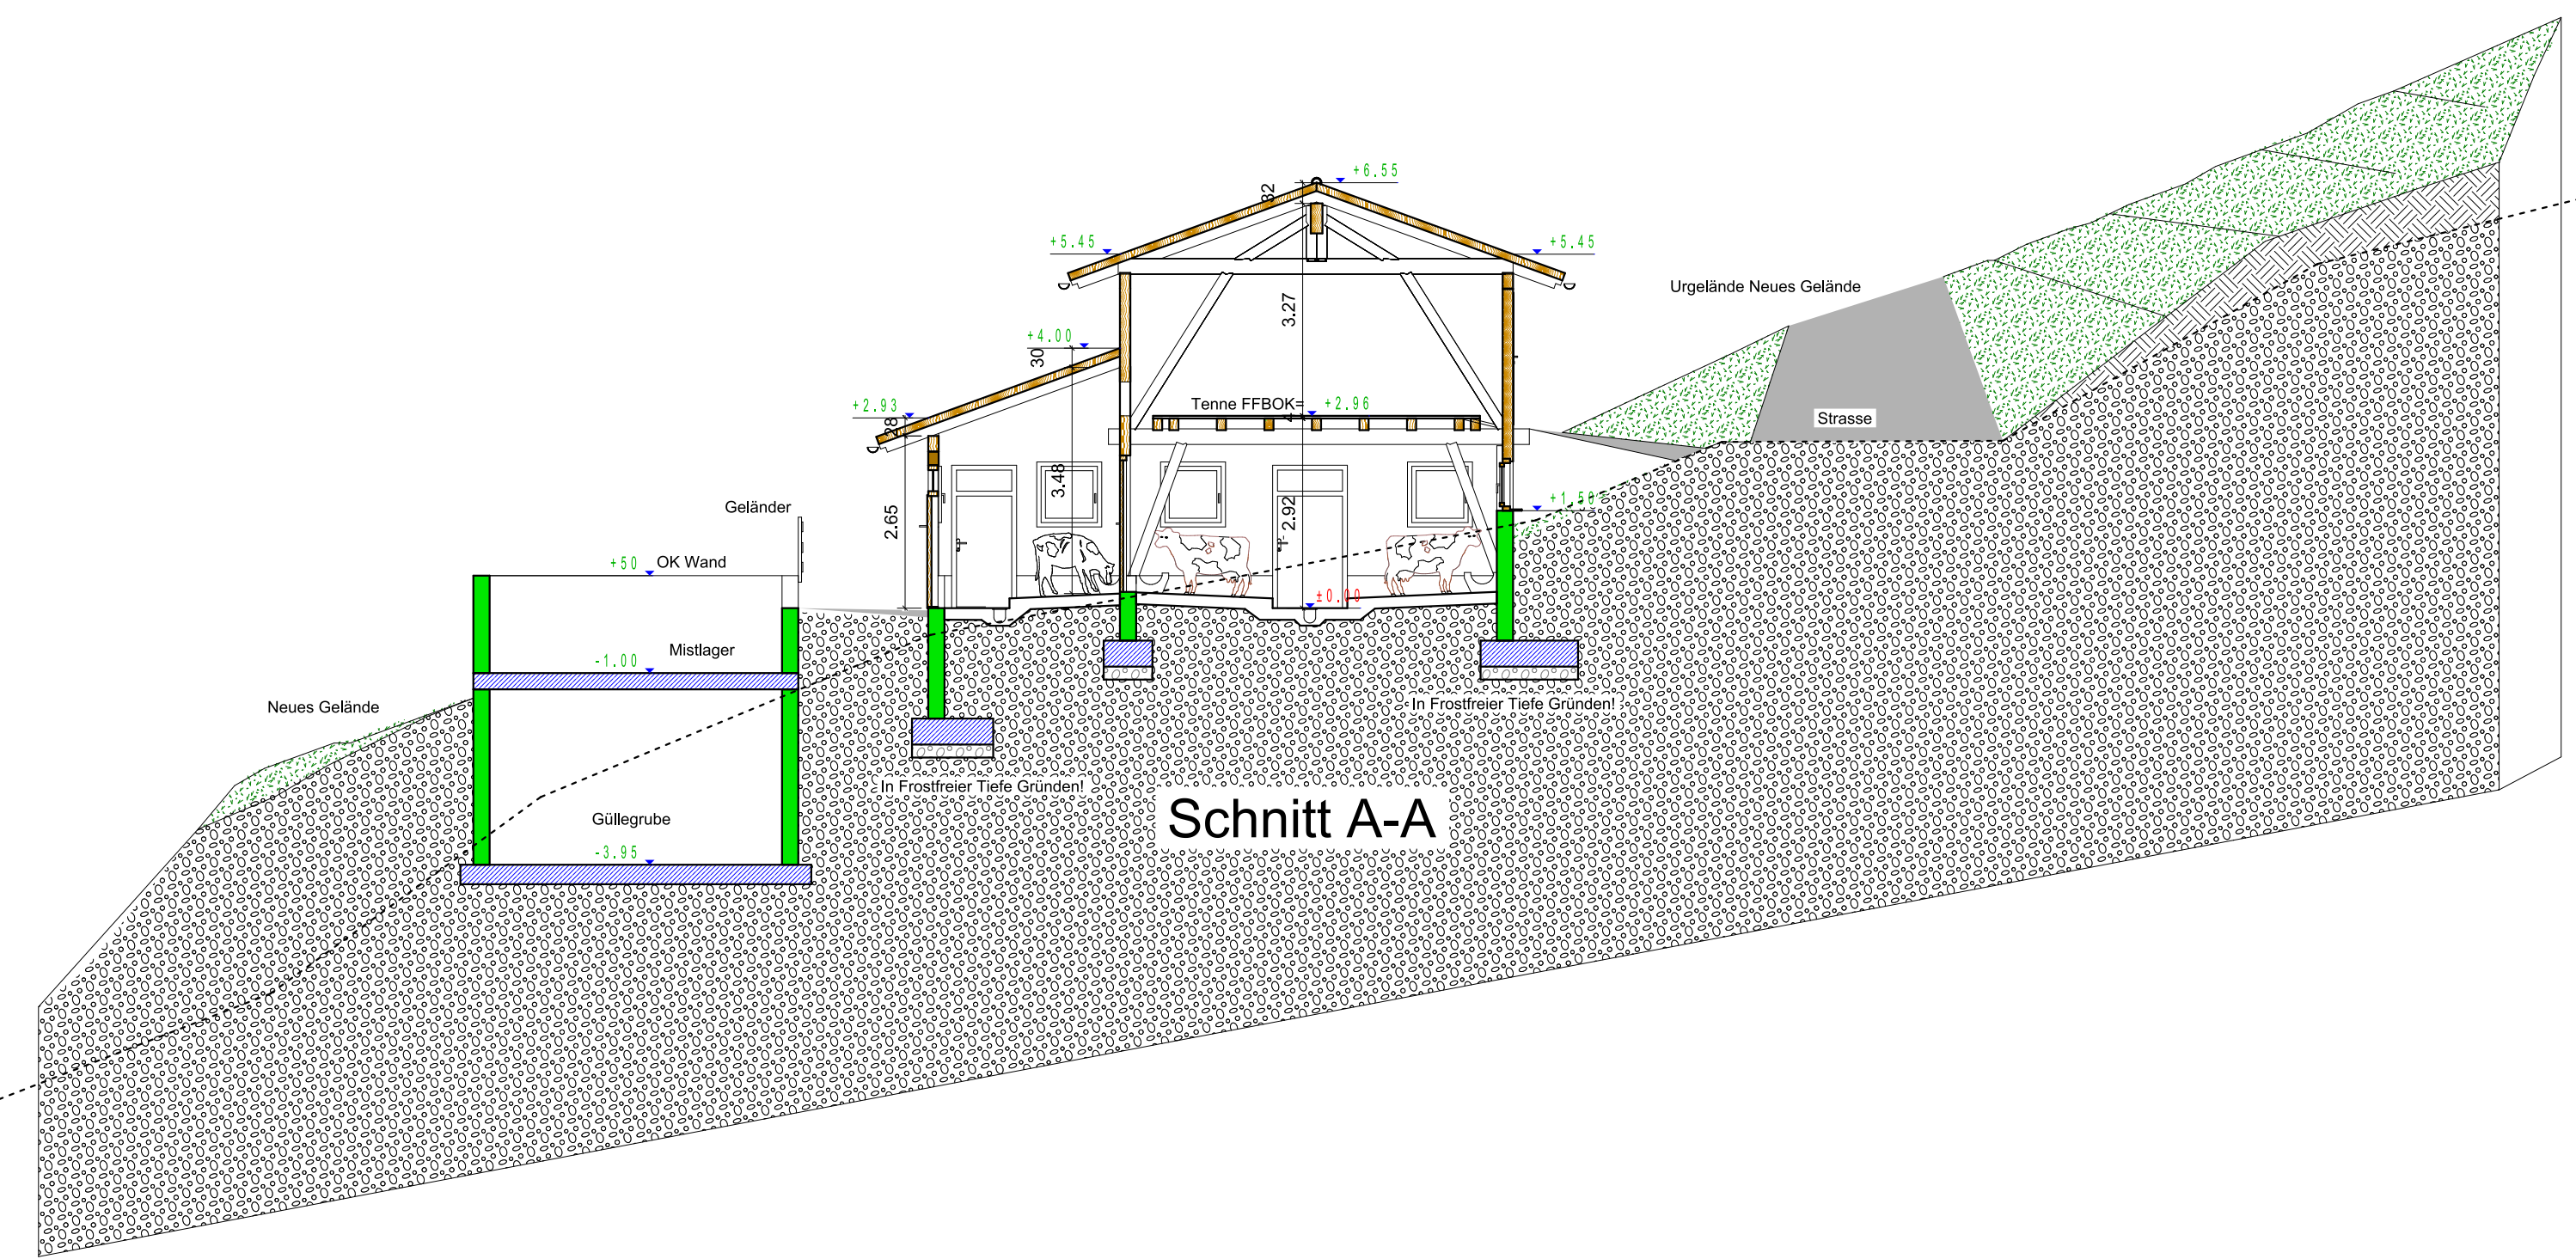 +6.55
32
+5.45
+5.45
Urgelände Neues Gelände
3.27
+4.00
30
+2.93
28
Tenne FFBOK= +2.96
4
Strasse
3.48
2.65
2.92
+1.50
Geländer
+50 OK Wand
±0.00
Mistlager
-1.00
Neues Gelände
In Frostfreier Tiefe Gründen!
In Frostfreier Tiefe Gründen!
Güllegrube
-3.95
Schnitt A-A